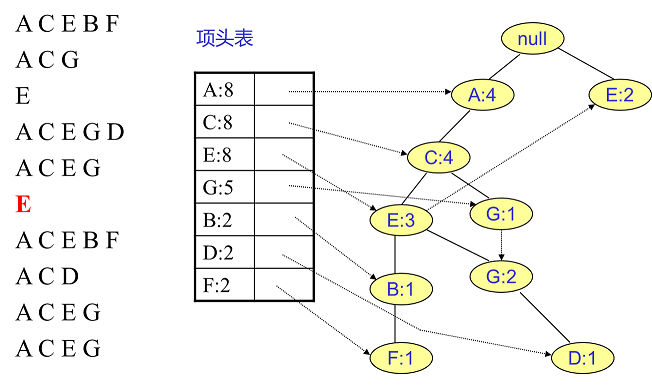 A C E B F
A C G
E
A C E G D
A C E G
E
A C E B F
A C D
A C E G
A C E G
项头表
A:8
C:8
E:8
G:5
B:2
D:2
F:2
null
A:4
E:2
C:4
E:3
G:1
B:1
G:2
F:1
D:1